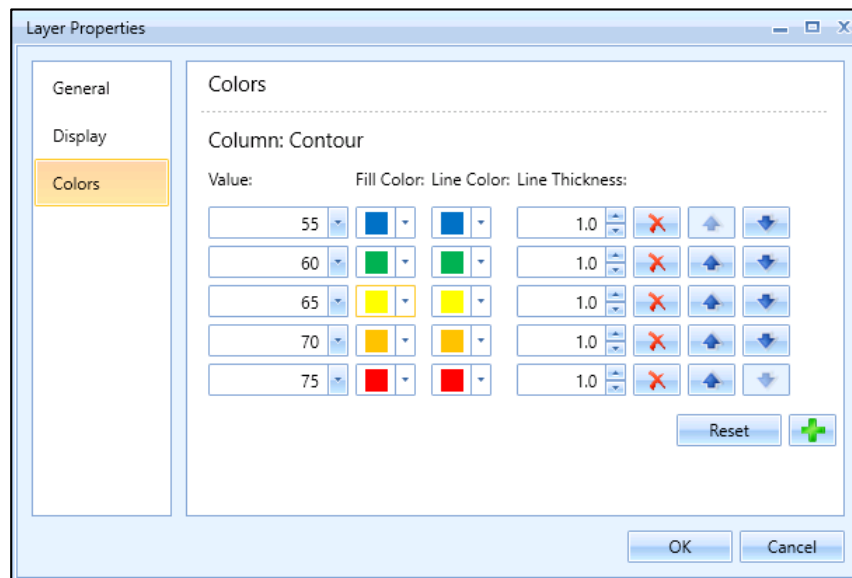 Layer Properties
General
Display
Colors
Colors
Column: Contour
Value: Fill Color: Line Color: Line Thickness:
55 1.0
60 1.0
65 1.0
70 1.0
75 1.0
Reset
OK Cancel